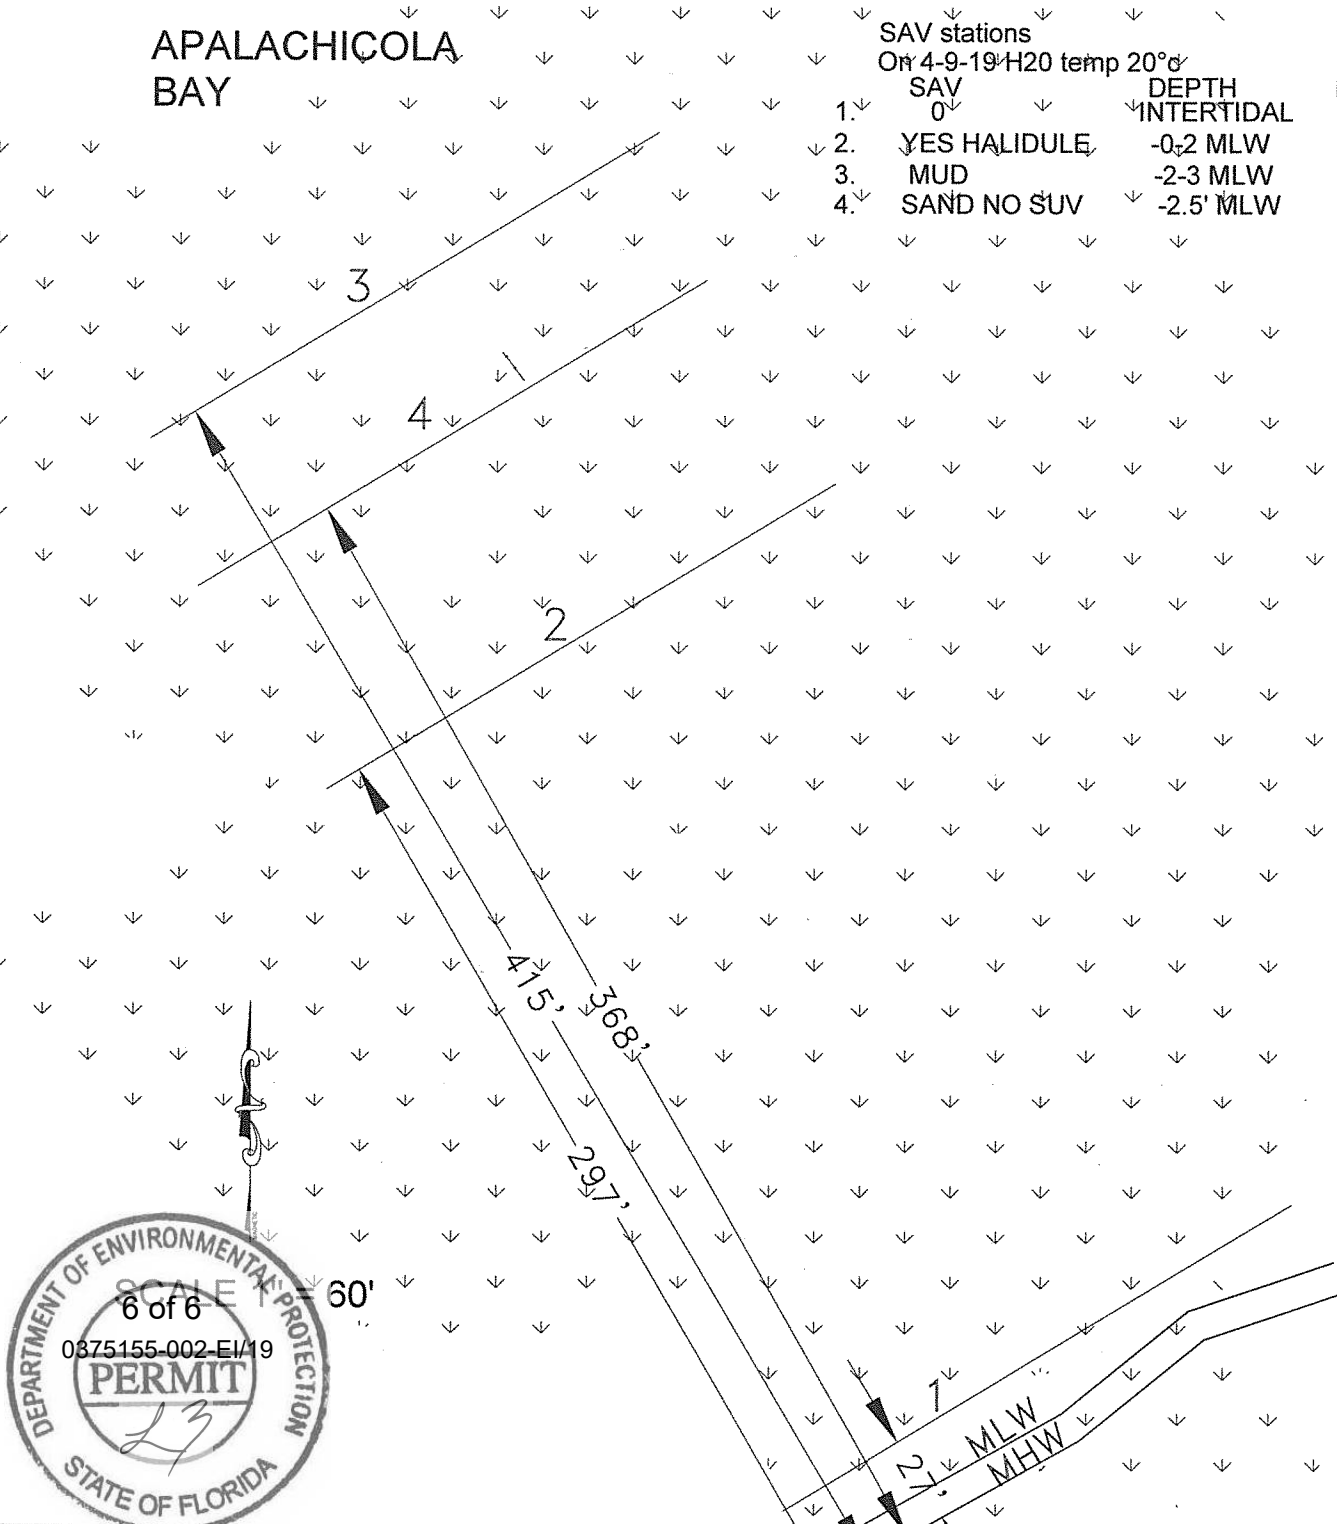 APALACHICOLA
BAY
SAV stations
On 4-9-19 H20 temp 20°c
SAV DEPTH
1. 0 INTERTIDAL
2. YES HALIDULE -0-2 MLW
3. MUD -2-3 MLW
4. SAND NO SUV -2.5' MLW
3
4
2
415'
368'
297'
1
27'
MLW
MHW
SCALE 1" = 60'
DEPARTMENT OF ENVIRONMENTAL PROTECTION
6 of 6
0375155-002-EI/19
PERMIT
STATE OF FLORIDA